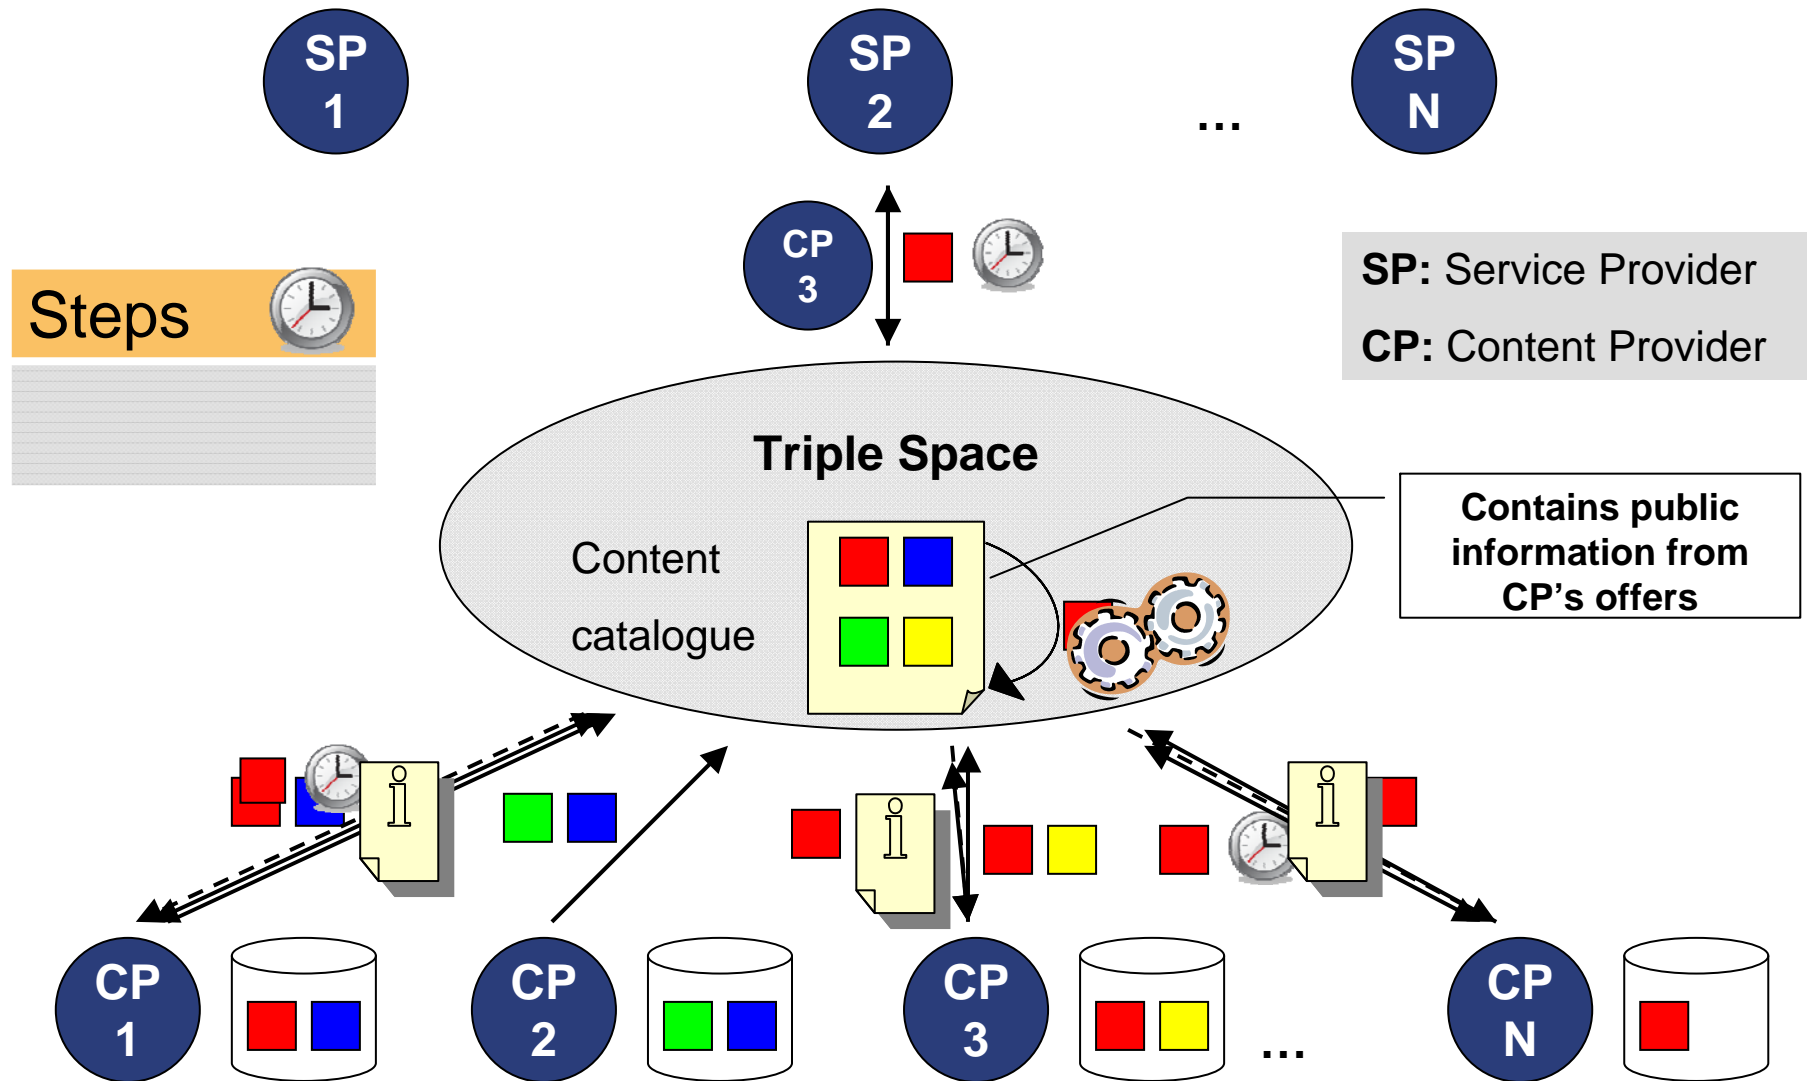 SP
1
SP
2
...
SP
N
CP
3
Steps
SP: Service Provider
CP: Content Provider
Triple Space
Content
catalogue
Contains public
information from
CP's offers
i
i
i
CP
1
CP
2
CP
3
...
CP
N